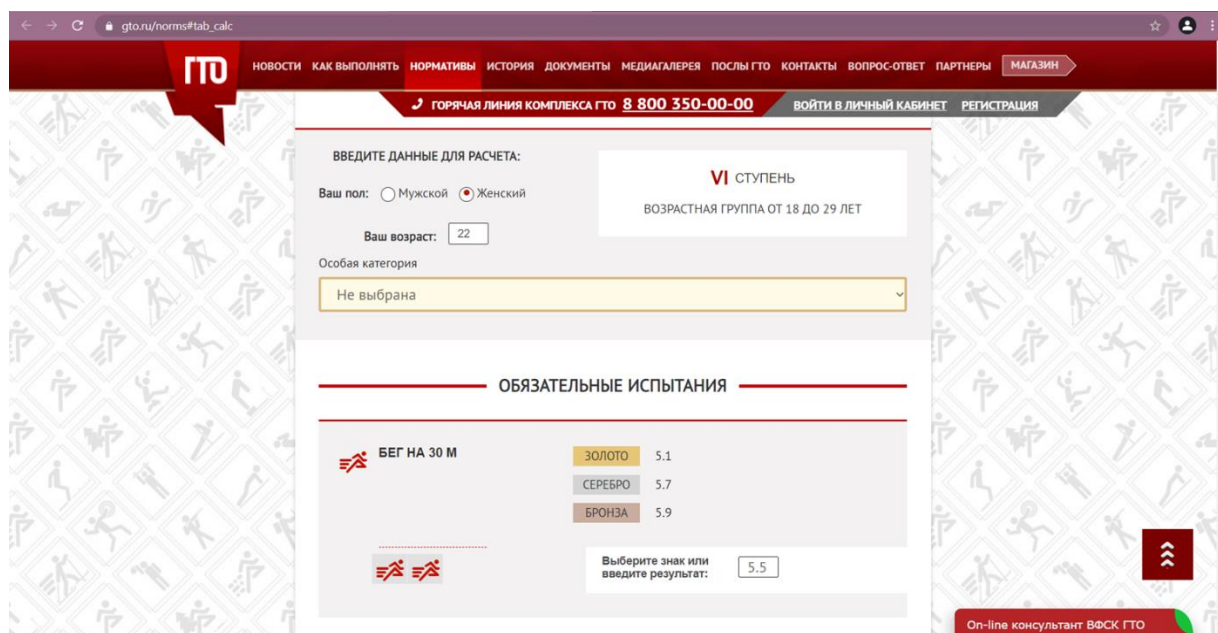 gto.ru/norms#tab_calc
ГТО
НОВОСТИ КАК ВЫПОЛНЯТЬ НОРМАТИВЫ ИСТОРИЯ ДОКУМЕНТЫ МЕДИАГАЛЕРЕЯ ПОСЛЫ ГТО КОНТАКТЫ ВОПРОС-ОТВЕТ ПАРТНЕРЫ МАГАЗИН
ГОРЯЧАЯ ЛИНИЯ КОМПЛЕКСА ГТО 8 800 350-00-00 ВОЙТИ В ЛИЧНЫЙ КАБИНЕТ РЕГИСТРАЦИЯ
ВВЕДИТЕ ДАННЫЕ ДЛЯ РАСЧЕТА:
Ваш пол: Мужской Женский
Ваш возраст: 22
VI СТУПЕНЬ
ВОЗРАСТНАЯ ГРУППА ОТ 18 ДО 29 ЛЕТ
Особая категория
Не выбрана
ОБЯЗАТЕЛЬНЫЕ ИСПЫТАНИЯ
БЕГ НА 30 М
ЗОЛОТО 5.1
СЕРЕБРО 5.7
БРОНЗА 5.9
Выберите знак или
введите результат: 5.5
On-line консультант ВФСК ГТО